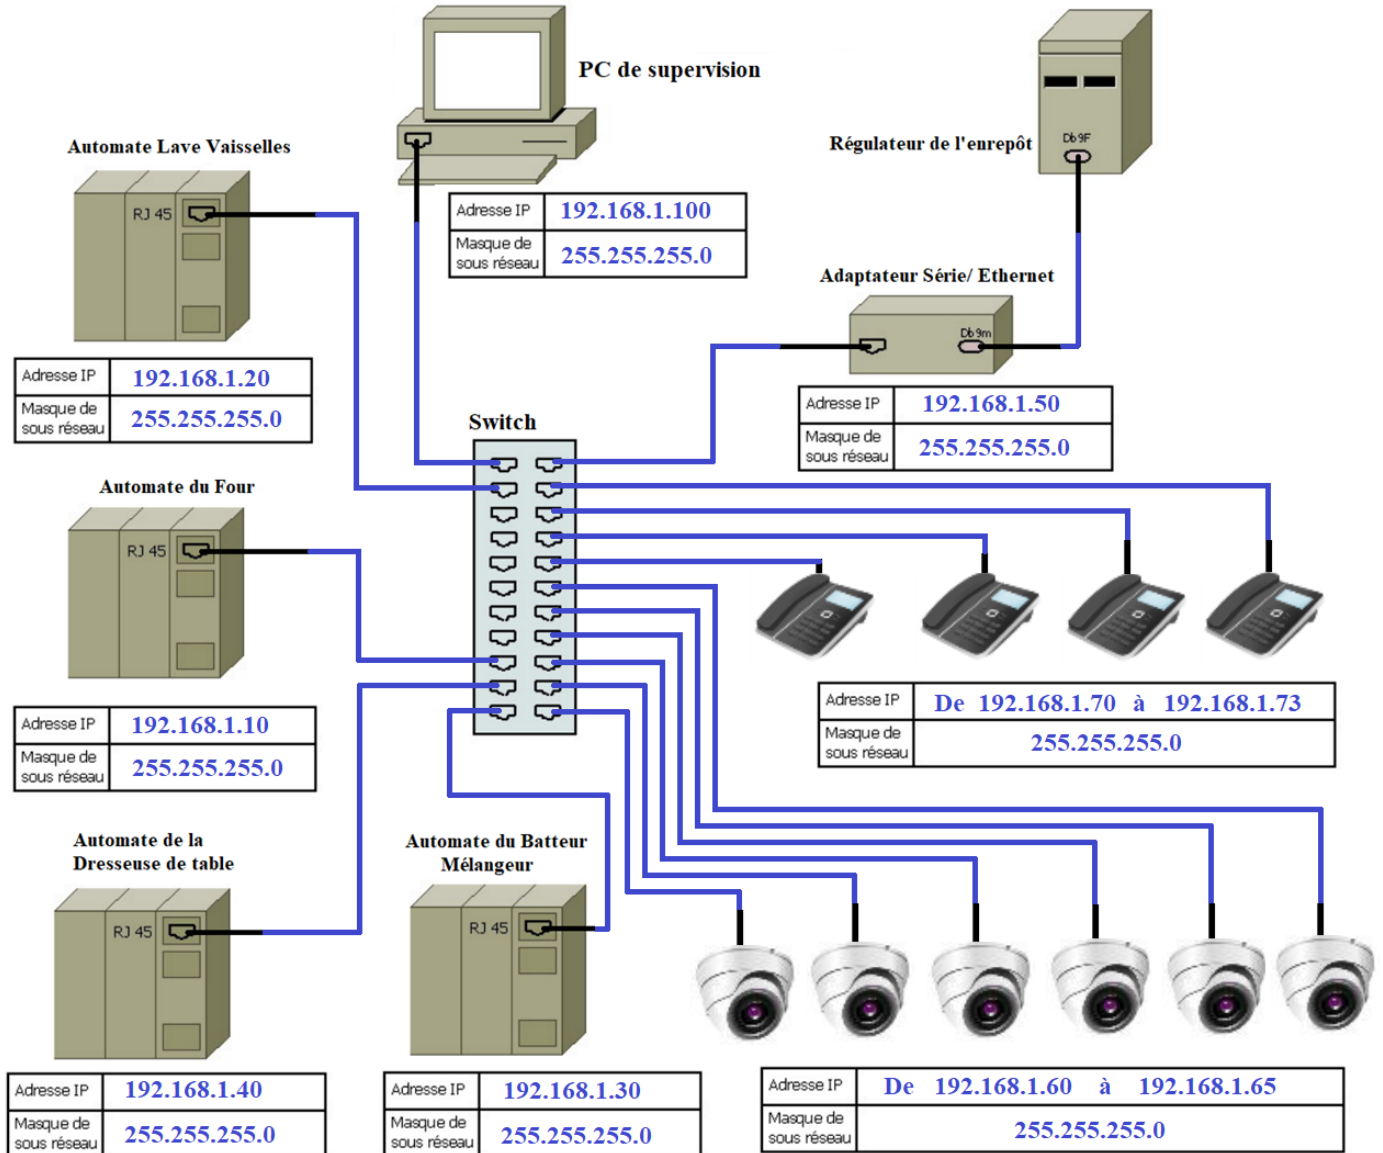 PC de supervision
Adresse IP 192.168.1.100
Masque de
sous réseau 255.255.255.0
Régulateur de l'enrepôt
Db 9F
Automate Lave Vaisselles
RJ 45
Adresse IP 192.168.1.20
Masque de
sous réseau 255.255.255.0
Adaptateur Série/ Ethernet
Db 9m
Adresse IP 192.168.1.50
Masque de
sous réseau 255.255.255.0
Switch
Automate du Four
RJ 45
Adresse IP 192.168.1.10
Masque de
sous réseau 255.255.255.0
Adresse IP De 192.168.1.70 à 192.168.1.73
Masque de
sous réseau 255.255.255.0
Automate de la
Dresseuse de table
RJ 45
Adresse IP 192.168.1.40
Masque de
sous réseau 255.255.255.0
Automate du Batteur
Mélangeur
RJ 45
Adresse IP 192.168.1.30
Masque de
sous réseau 255.255.255.0
Adresse IP De 192.168.1.60 à 192.168.1.65
Masque de
sous réseau 255.255.255.0